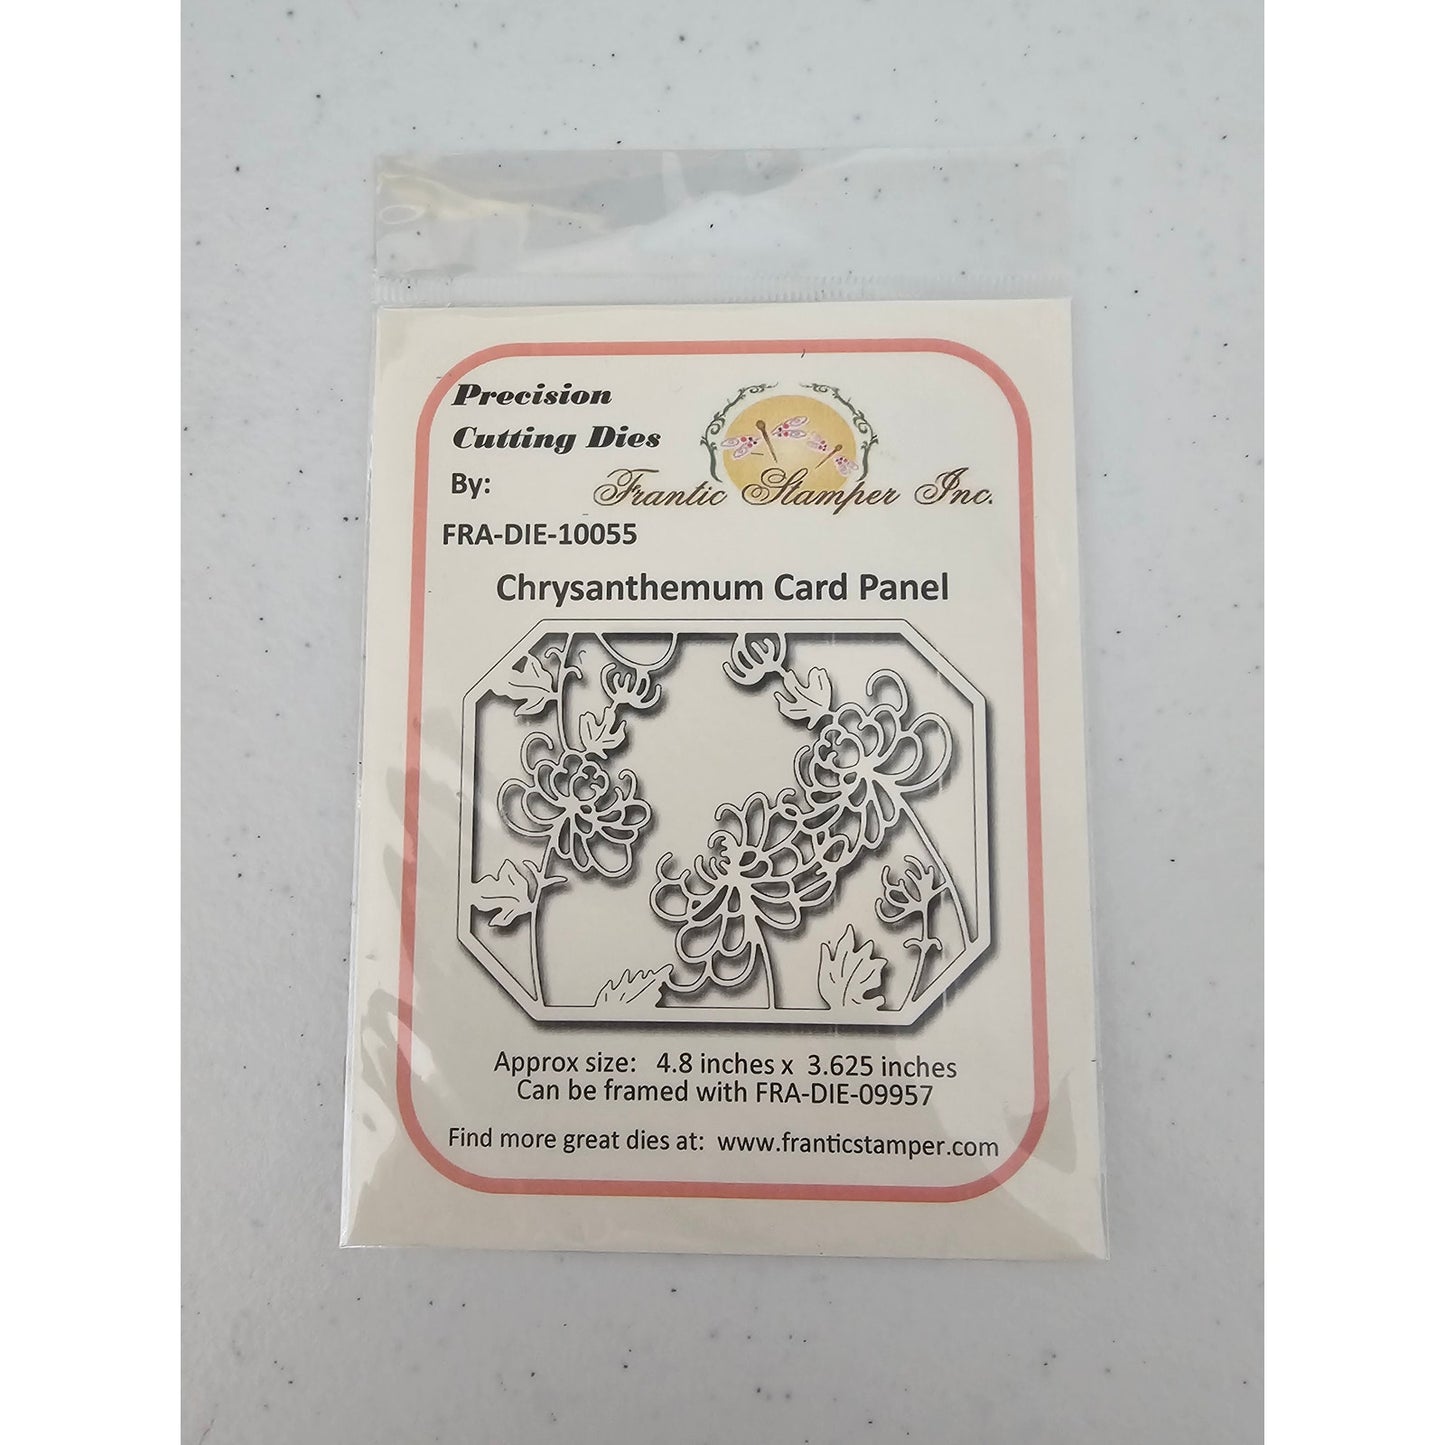 Precision
Cutting Dies
By:
Frantic Stamper Inc.
FRA-DIE-10055
Chrysanthemum Card Panel
Approx size: 4.8 inches x 3.625 inches
Can be framed with FRA-DIE-09957
Find more great dies at: www.franticstamper.com